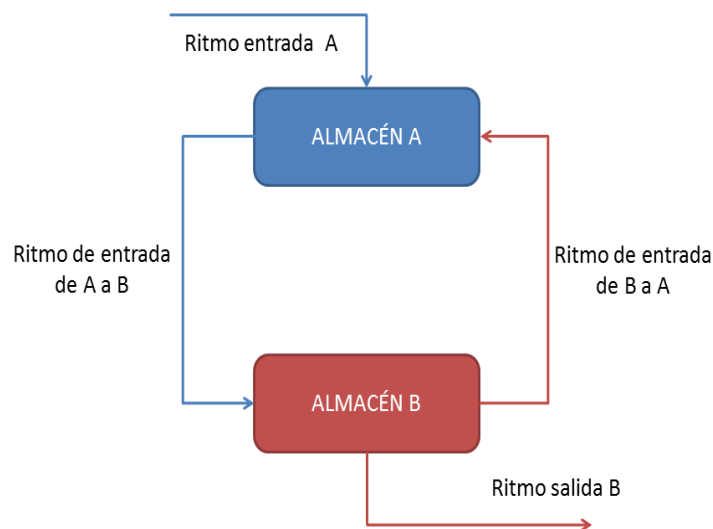 Ritmo entrada A
ALMACÉN A
Ritmo de entrada
de A a B
Ritmo de entrada
de B a A
ALMACÉN B
Ritmo salida B